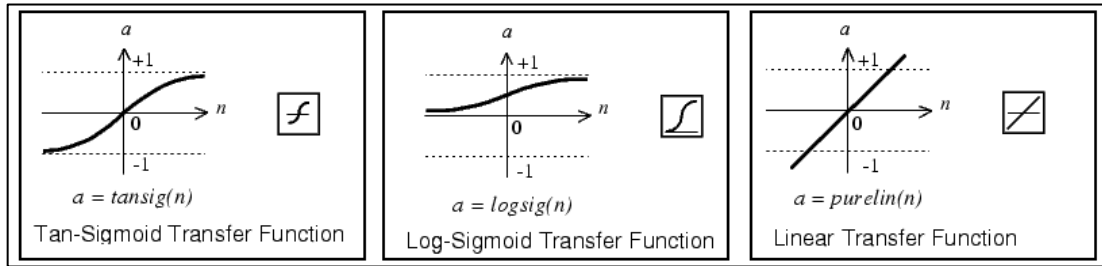 a
+1
n
0
-1
a = tansig(n)
Tan-Sigmoid Transfer Function
a
+1
n
0
-1
a = logsig(n)
Log-Sigmoid Transfer Function
a
+1
n
0
-1
a = purelin(n)
Linear Transfer Function